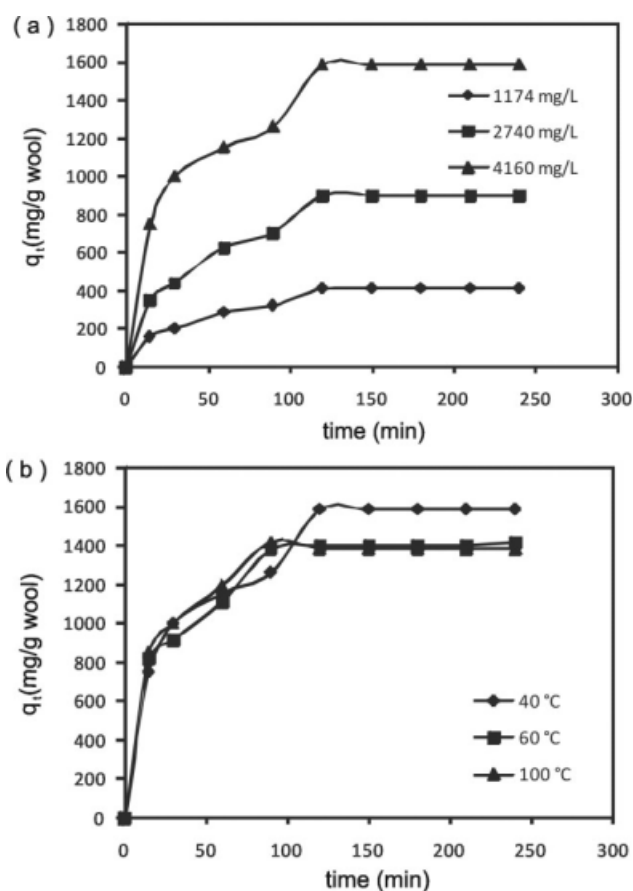 ( a )
1800
1600
1400
1200
1000
800
600
400
200
0
qt(mg/g wool)
1174 mg/L
2740 mg/L
4160 mg/L
0 50 100 150 200 250 300
time (min)
( b )
1800
1600
1400
1200
1000
800
600
400
200
0
qt(mg/g wool)
40 °C
60 °C
100 °C
0 50 100 150 200 250 300
time (min)